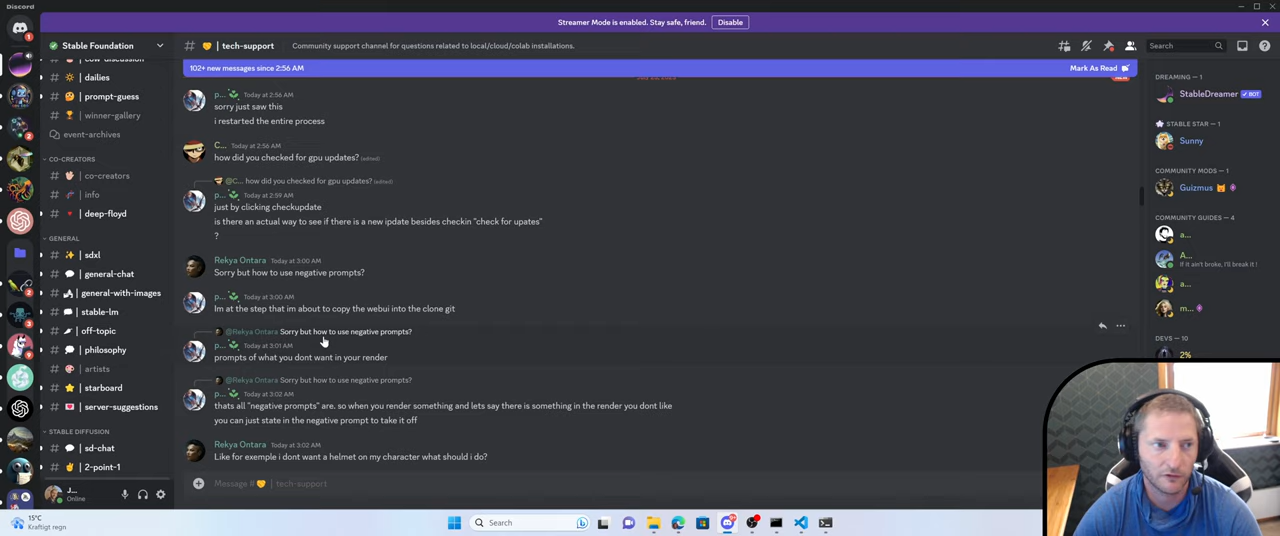 Discord
Streamer Mode is enabled. Stay safe, friend.
Disable
Stable Foundation
# | tech-support
Community support channel for questions related to local/cloud/colab installations.
Search
102+ new messages since 2:56 AM
Mark As Read
# | cow-discussion
# | dailies
# | prompt-guess
# | winner-gallery
event-archives
CO-CREATORS
# | co-creators
# | info
# | deep-floyd
GENERAL
# | sdxl
# | general-chat
# | general-with-images
# | stable-lm
# | off-topic
# | philosophy
# | artists
# | starboard
# | server-suggestions
STABLE DIFFUSION
# | sd-chat
# | 2-point-1
J...
Online
NEW
p... Today at 2:56 AM
sorry just saw this
i restarted the entire process
C... Today at 2:56 AM
how did you checked for gpu updates? (edited)
@C... how did you checked for gpu updates? (edited)
p... Today at 2:59 AM
just by clicking checkupdate
is there an actual way to see if there is a new ipdate besides checkin "check for upates"
?
Rekya Ontara Today at 3:00 AM
Sorry but how to use negative prompts?
p... Today at 3:00 AM
Im at the step that im about to copy the webui into the clone git
@Rekya Ontara Sorry but how to use negative prompts?
p... Today at 3:01 AM
prompts of what you dont want in your render
@Rekya Ontara Sorry but how to use negative prompts?
p... Today at 3:02 AM
thats all "negative prompts" are. so when you render something and lets say there is something in the render you dont like
you can just state in the negative prompt to take it off
Rekya Ontara Today at 3:02 AM
Like for exemple i dont want a helmet on my character what should i do?
Message # | tech-support
DREAMING — 1
StableDreamer BOT
STABLE STAR — 1
Sunny
COMMUNITY MODS — 1
Guizmus
COMMUNITY GUIDES — 4
a...
A...
If it ain't broke, I'll break it !
a...
m...
DEVS — 10
2%
15°C
Kraftigt regn
Search